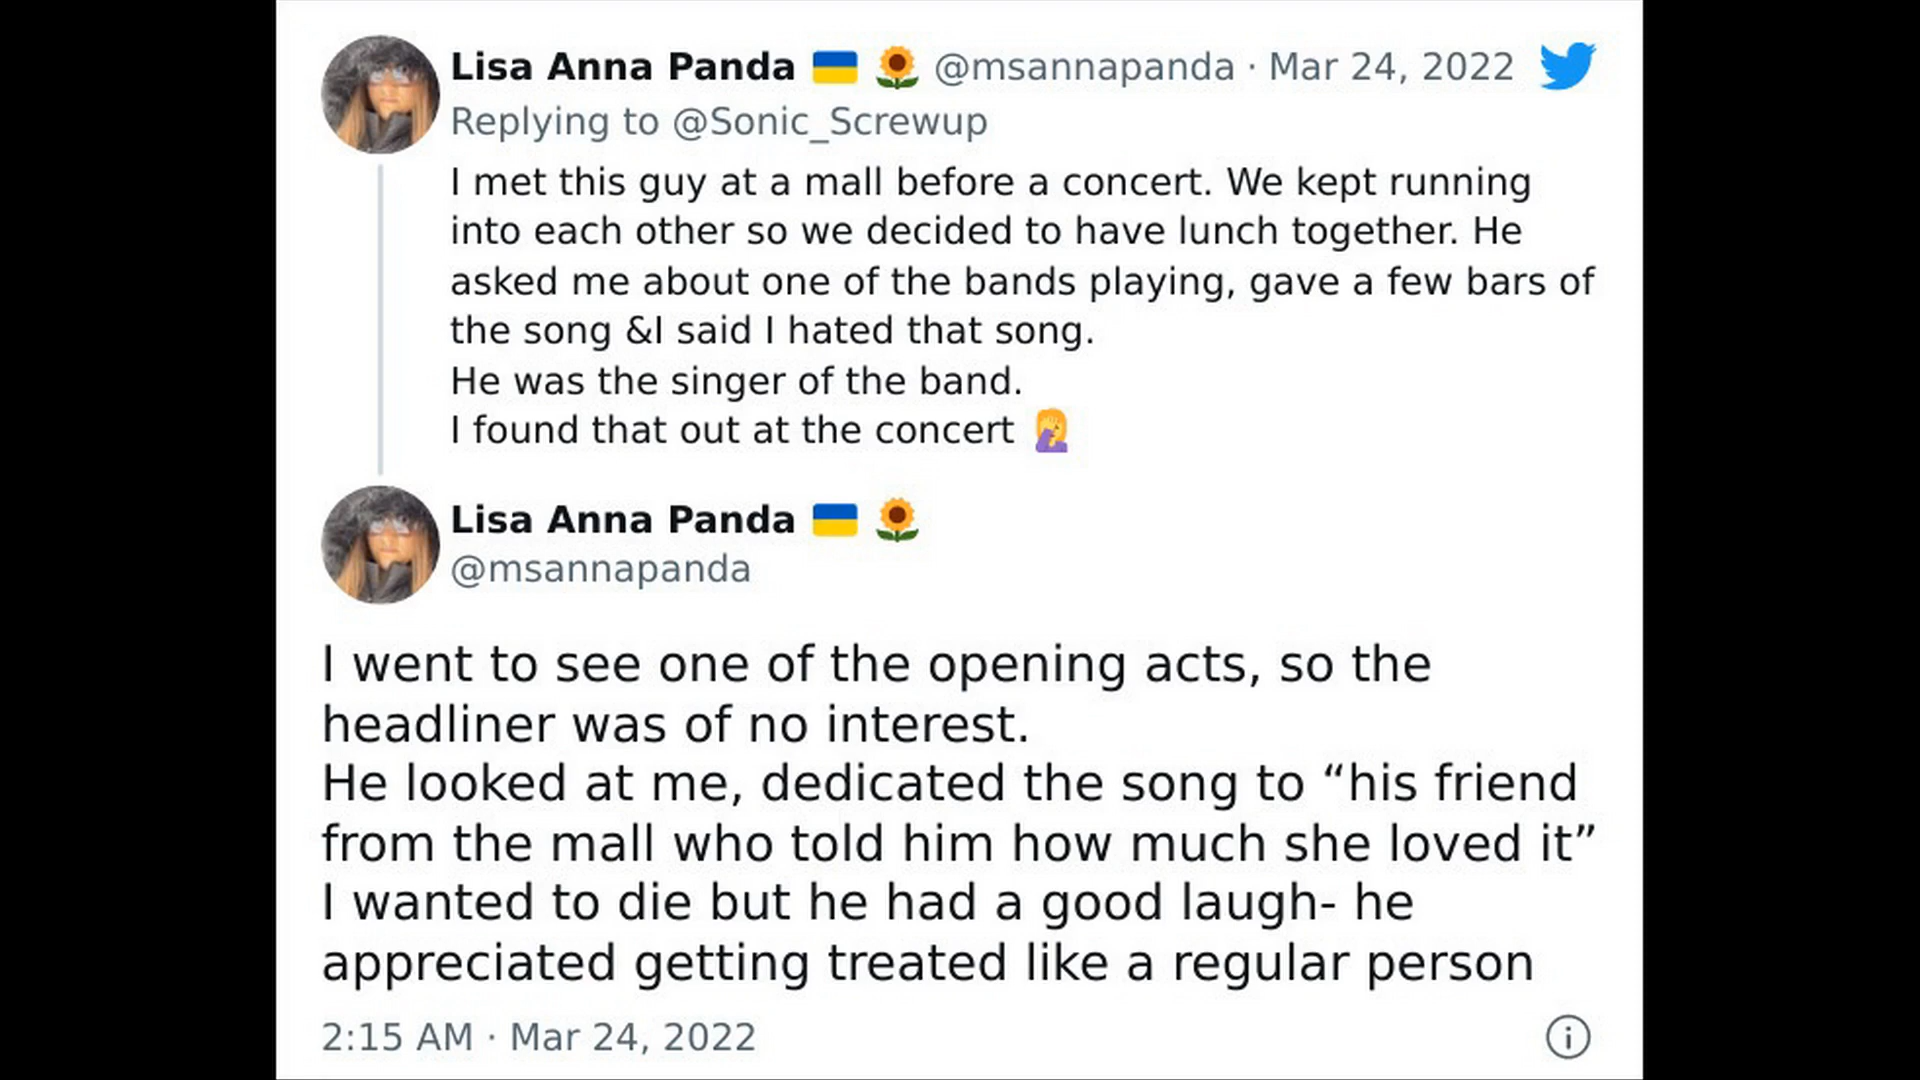 Lisa Anna Panda 🇺🇦 🌻 @msannapanda · Mar 24, 2022
Replying to @Sonic_Screwup
I met this guy at a mall before a concert. We kept running
into each other so we decided to have lunch together. He
asked me about one of the bands playing, gave a few bars of
the song &I said I hated that song.
He was the singer of the band.
I found that out at the concert 🤦‍♀️
Lisa Anna Panda 🇺🇦 🌻
@msannapanda
I went to see one of the opening acts, so the
headliner was of no interest.
He looked at me, dedicated the song to “his friend
from the mall who told him how much she loved it”
I wanted to die but he had a good laugh- he
appreciated getting treated like a regular person
2:15 AM · Mar 24, 2022